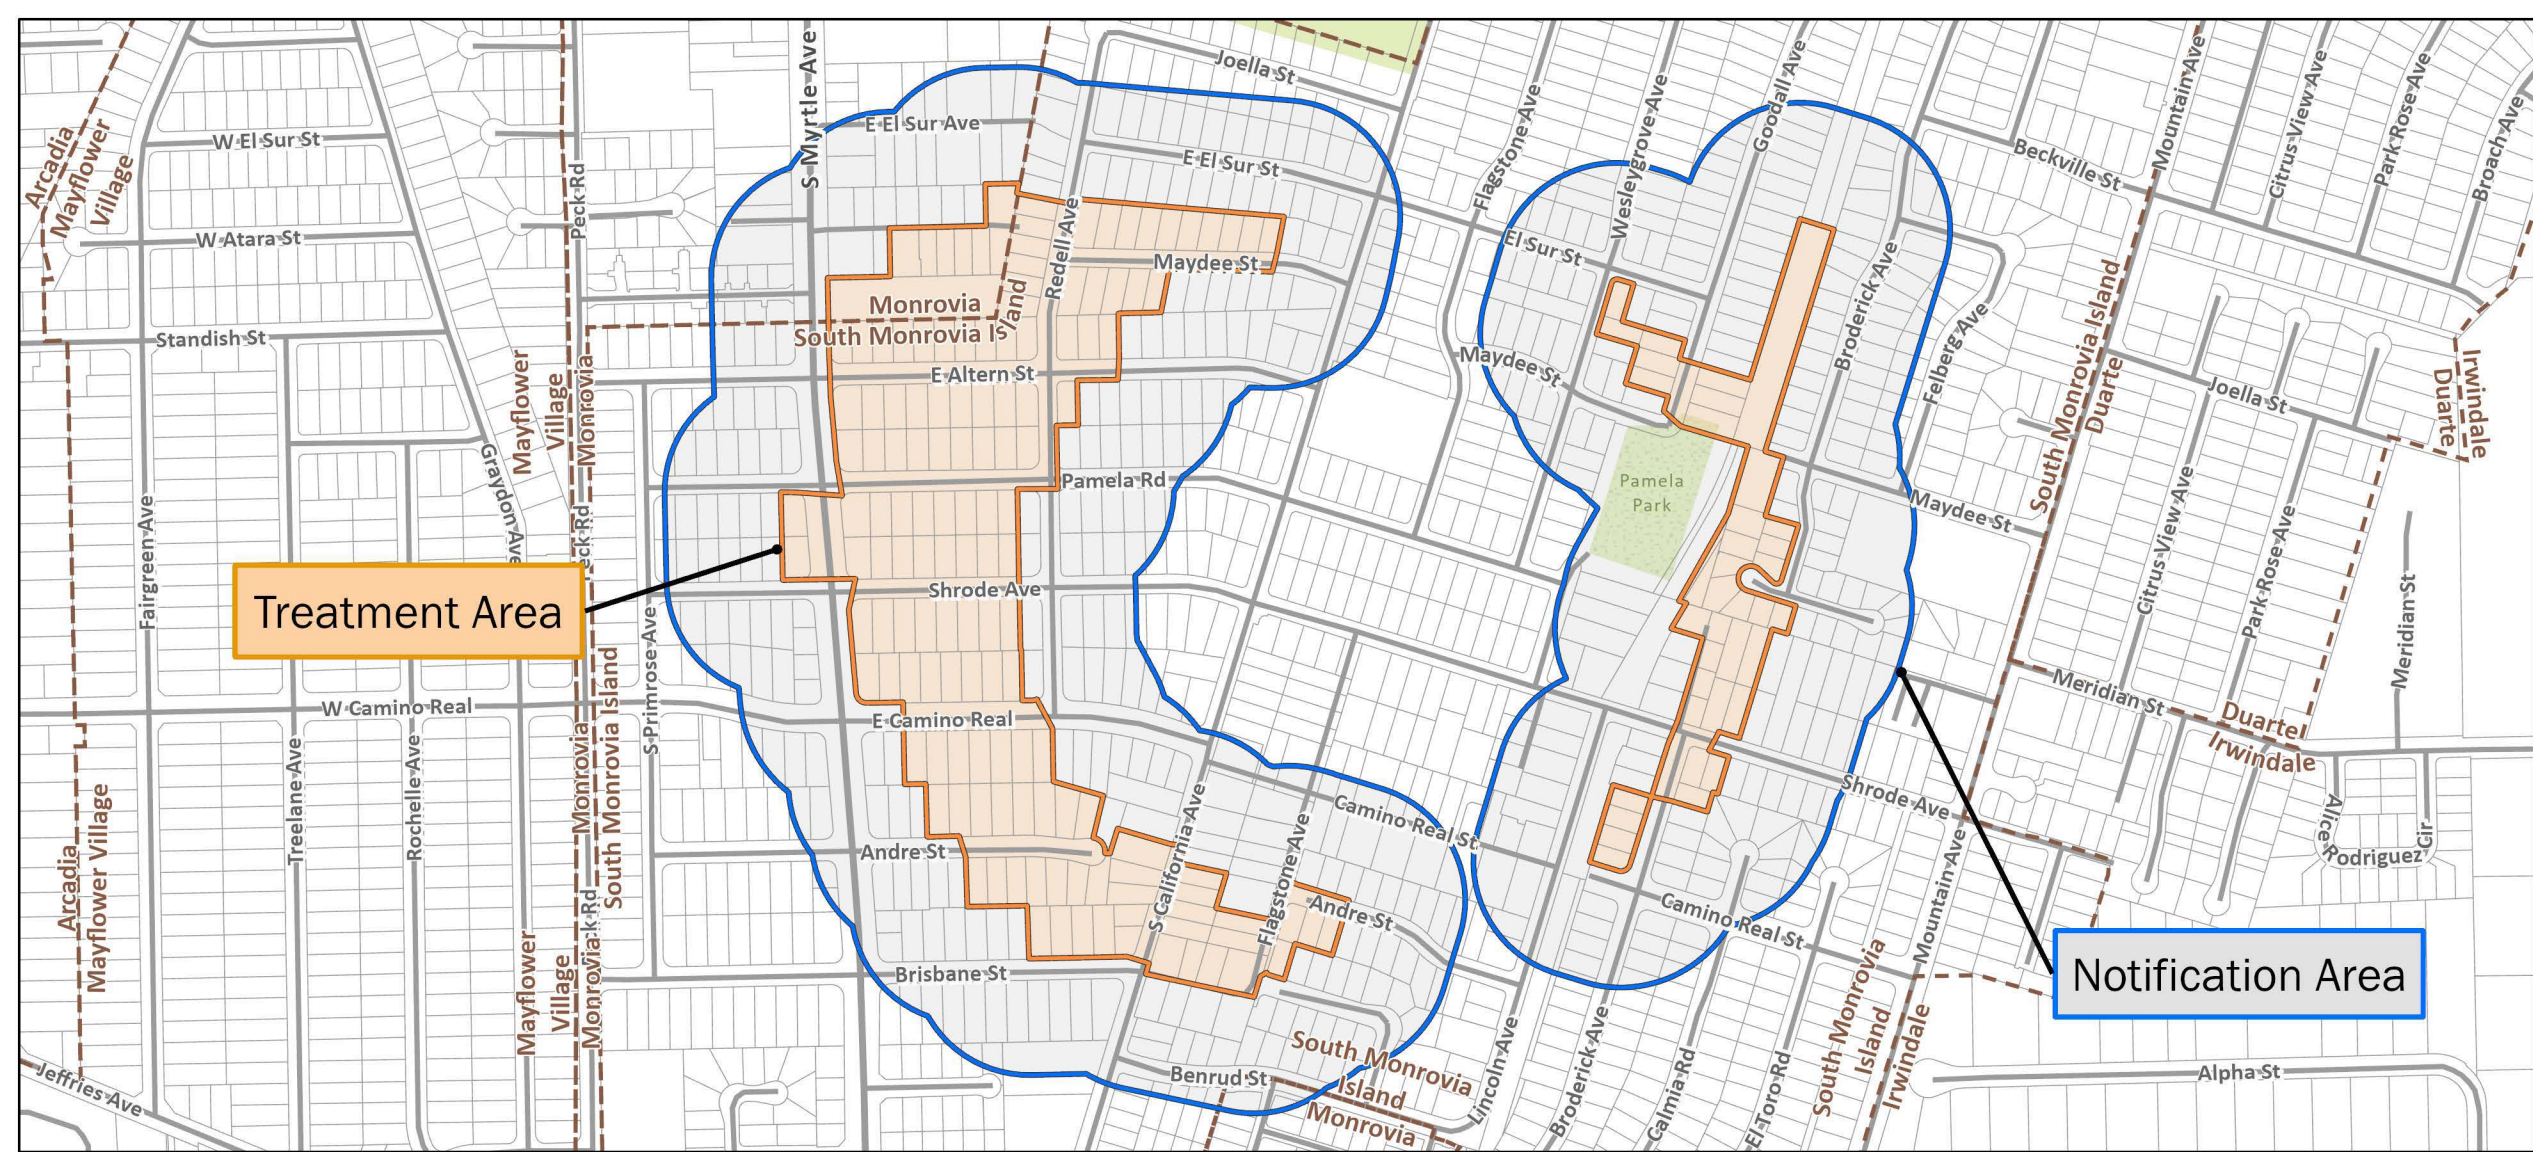 Joella St
S Myrtle Ave
E El Sur Ave
E El Sur St
W El Sur St
Arcadia
Mayflower
Village
Peck Rd
W Atara St
Standish St
Redell Ave
Maydee St
Monrovia
South Monrovia Island
E Altern St
Flagstone Ave
Wesleygrove Ave
Goodall Ave
El Sur St
Maydee St
Broderick Ave
Felberg Ave
Beckville St
Mountain Ave
Citrus View Ave
Park Rose Ave
Broach Ave
South Monrovia Island
Duarte
Joella St
Irwindale
Duarte
Mayflower
Village
Monrovia
Graydon Ave
Fairgreen Ave
Pamela Rd
Pamela
Park
Maydee St
Citrus View Ave
Park Rose Ave
Meridian St
Treatment Area
Shrode Ave
S Primrose Ave
South Monrovia Island
Monrovia
W Camino Real
E Camino Real
Meridian St
Duarte
Irwindale
Treelane Ave
Rochelle Ave
Arcadia
Mayflower Village
Andre St
S California Ave
Flagstone Ave
Camino Real St
Andre St
Shrode Ave
Alice Rodriguez Cir
Camino Real St
Mountain Ave
Notification Area
Mayflower
Village
Monrovia
Brisbane St
South Monrovia
Island
Monrovia
Benrud St
Lincoln Ave
Broderick Ave
Calmia Rd
El Toro Rd
South Monrovia
Island
Irwindale
Alpha St
Jeffries Ave